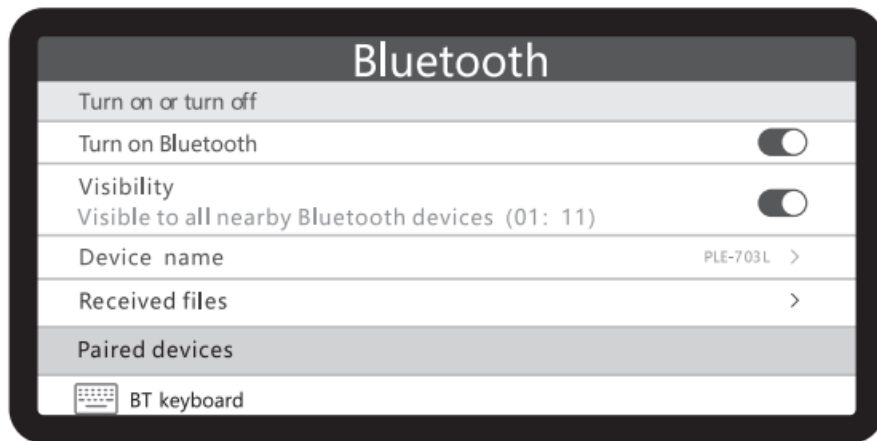 Bluetooth
Turn on or turn off
Turn on Bluetooth
Visibility
Visible to all nearby Bluetooth devices (01: 11)
Device name PLE-703L >
Received files >
Paired devices
BT keyboard